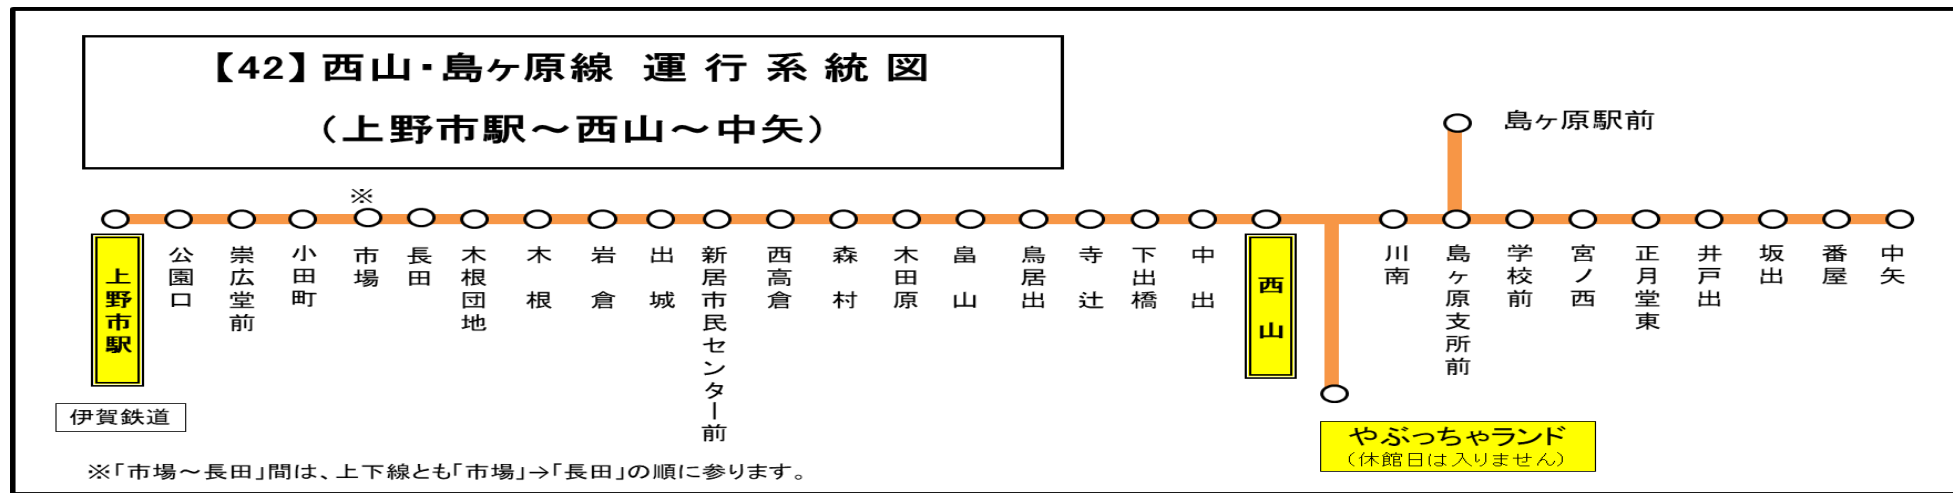 【42】西山・島ヶ原線 運行系統図
（上野市駅～西山～中矢）
島ヶ原駅前
※
上野市駅
公園口
崇広堂前
小田町
市場
長田
木根団地
木根
岩倉
出城
新居市民センター前
西高倉
森村
木田原
畠山
鳥居出
寺辻
下出橋
中出
西山
川南
島ヶ原支所前
学校前
宮ノ西
正月堂東
井戸出
坂出
番屋
中矢
伊賀鉄道
やぶっちゃランド
（休館日は入りません）
※「市場～長田」間は、上下線とも「市場」→「長田」の順に参ります。